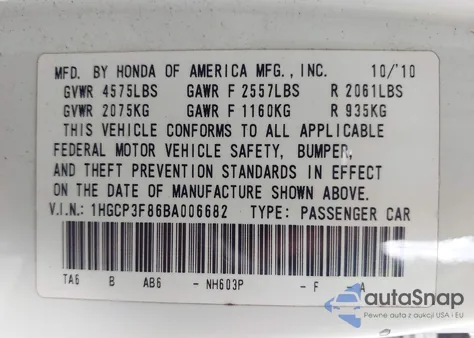 MFD. BY HONDA OF AMERICA MFG., INC. 10/'10
GVWR 4575LBS GAWR F 2557LBS R 2061LBS
GVWR 2075KG GAWR F 1160KG R 935KG
THIS VEHICLE CONFORMS TO ALL APPLICABLE
FEDERAL MOTOR VEHICLE SAFETY, BUMPER,
AND THEFT PREVENTION STANDARDS IN EFFECT
ON THE DATE OF MANUFACTURE SHOWN ABOVE.
V.I.N.: 1HGCP3F86BA006682 TYPE: PASSENGER CAR
TA6 B AB6 - NH603P - F - A
autoSnap
Pewne auta z aukcji USA i EU